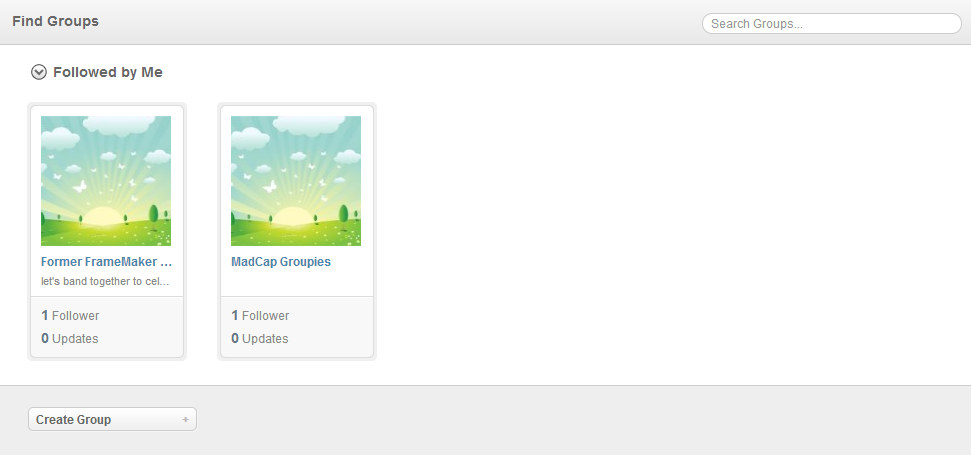 Find Groups
Search Groups...
Followed by Me
Former FrameMaker ...
let's band together to cel...
1 Follower
0 Updates
MadCap Groupies
1 Follower
0 Updates
Create Group +